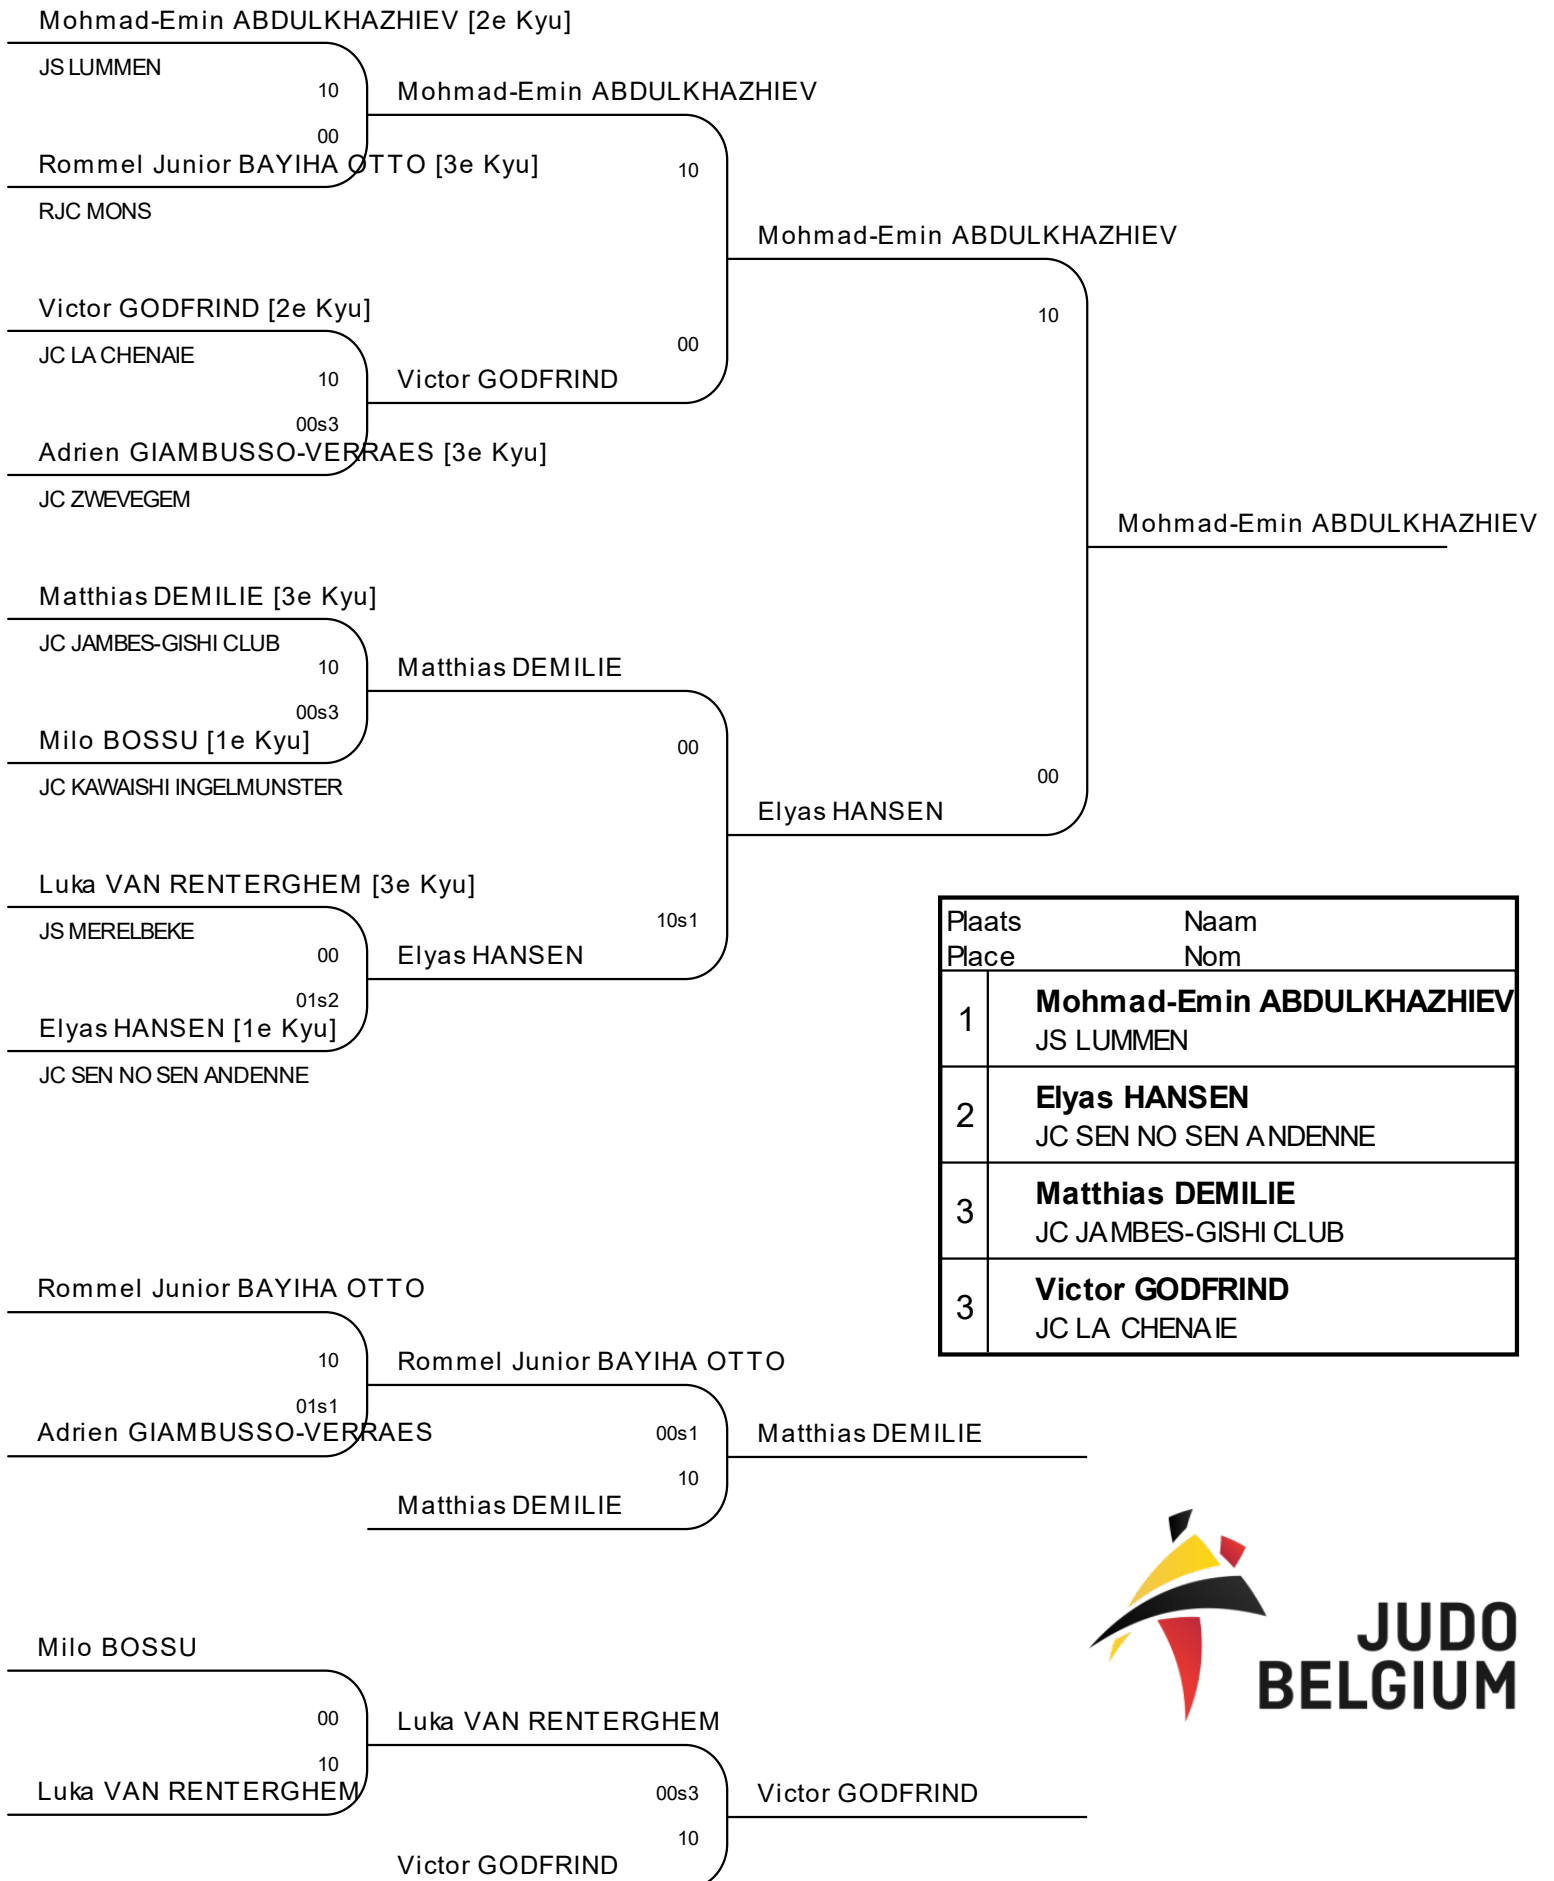 Mohmad-Emin ABDULKHAZHIEV [2e Kyu]
JS LUMMEN
10
Mohmad-Emin ABDULKHAZHIEV
00
Rommel Junior BAYIHA OTTO [3e Kyu]
10
RJC MONS
Mohmad-Emin ABDULKHAZHIEV
Victor GODFRIND [2e Kyu]
10
JC LA CHENAIE
00
10
Victor GODFRIND
00s3
Adrien GIAMBUSSO-VERRAES [3e Kyu]
JC ZWEVEGEM
Mohmad-Emin ABDULKHAZHIEV
Matthias DEMILIE [3e Kyu]
JC JAMBES-GISHI CLUB
10
Matthias DEMILIE
00s3
Milo BOSSU [1e Kyu]
00
JC KAWAISHI INGELMUNSTER
00
Elyas HANSEN
Luka VAN RENTERGHEM [3e Kyu]
JS MERELBEKE
10s1
00
Elyas HANSEN
01s2
Elyas HANSEN [1e Kyu]
JC SEN NO SEN ANDENNE
Plaats Naam
Place Nom
1 Mohmad-Emin ABDULKHAZHIEV
JS LUMMEN
2 Elyas HANSEN
JC SEN NO SEN ANDENNE
3 Matthias DEMILIE
JC JAMBES-GISHI CLUB
3 Victor GODFRIND
JC LA CHENAIE
Rommel Junior BAYIHA OTTO
10
Rommel Junior BAYIHA OTTO
01s1
Adrien GIAMBUSSO-VERRAES
00s1
Matthias DEMILIE
10
Matthias DEMILIE
Milo BOSSU
00
Luka VAN RENTERGHEM
10
Luka VAN RENTERGHEM
00s3
Victor GODFRIND
10
Victor GODFRIND
JUDO
BELGIUM